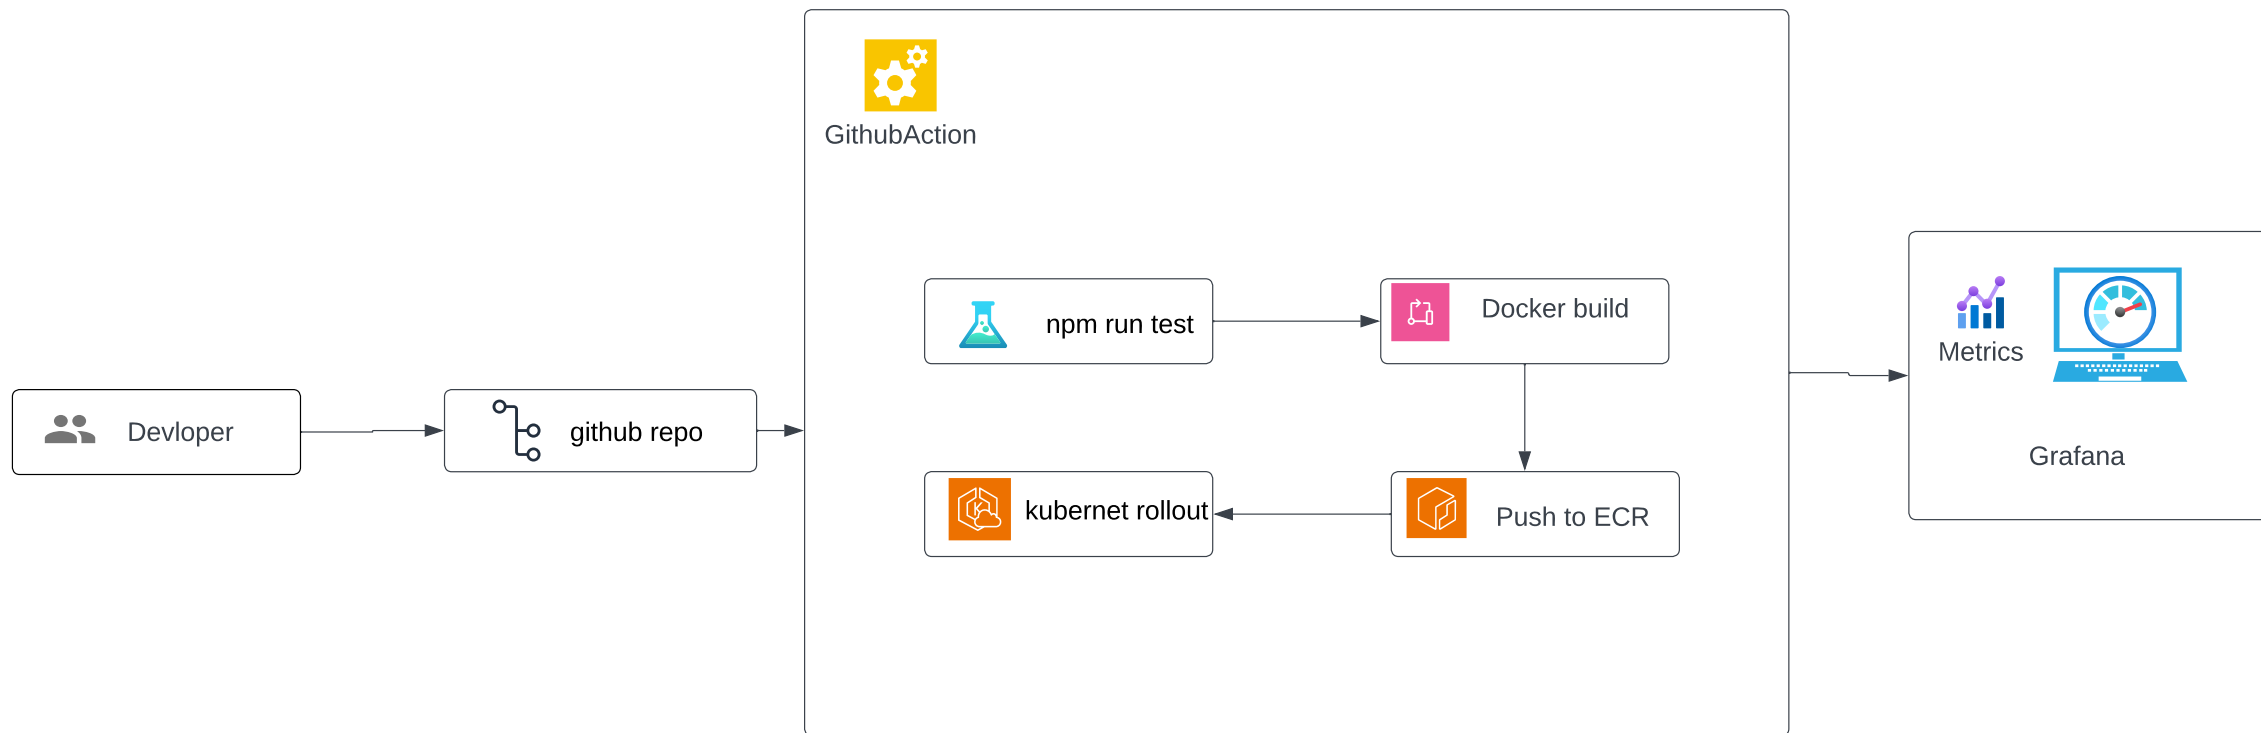 GithubAction
npm run test
Docker build
Devloper
github repo
kubernet rollout
Push to ECR
Metrics
Grafana